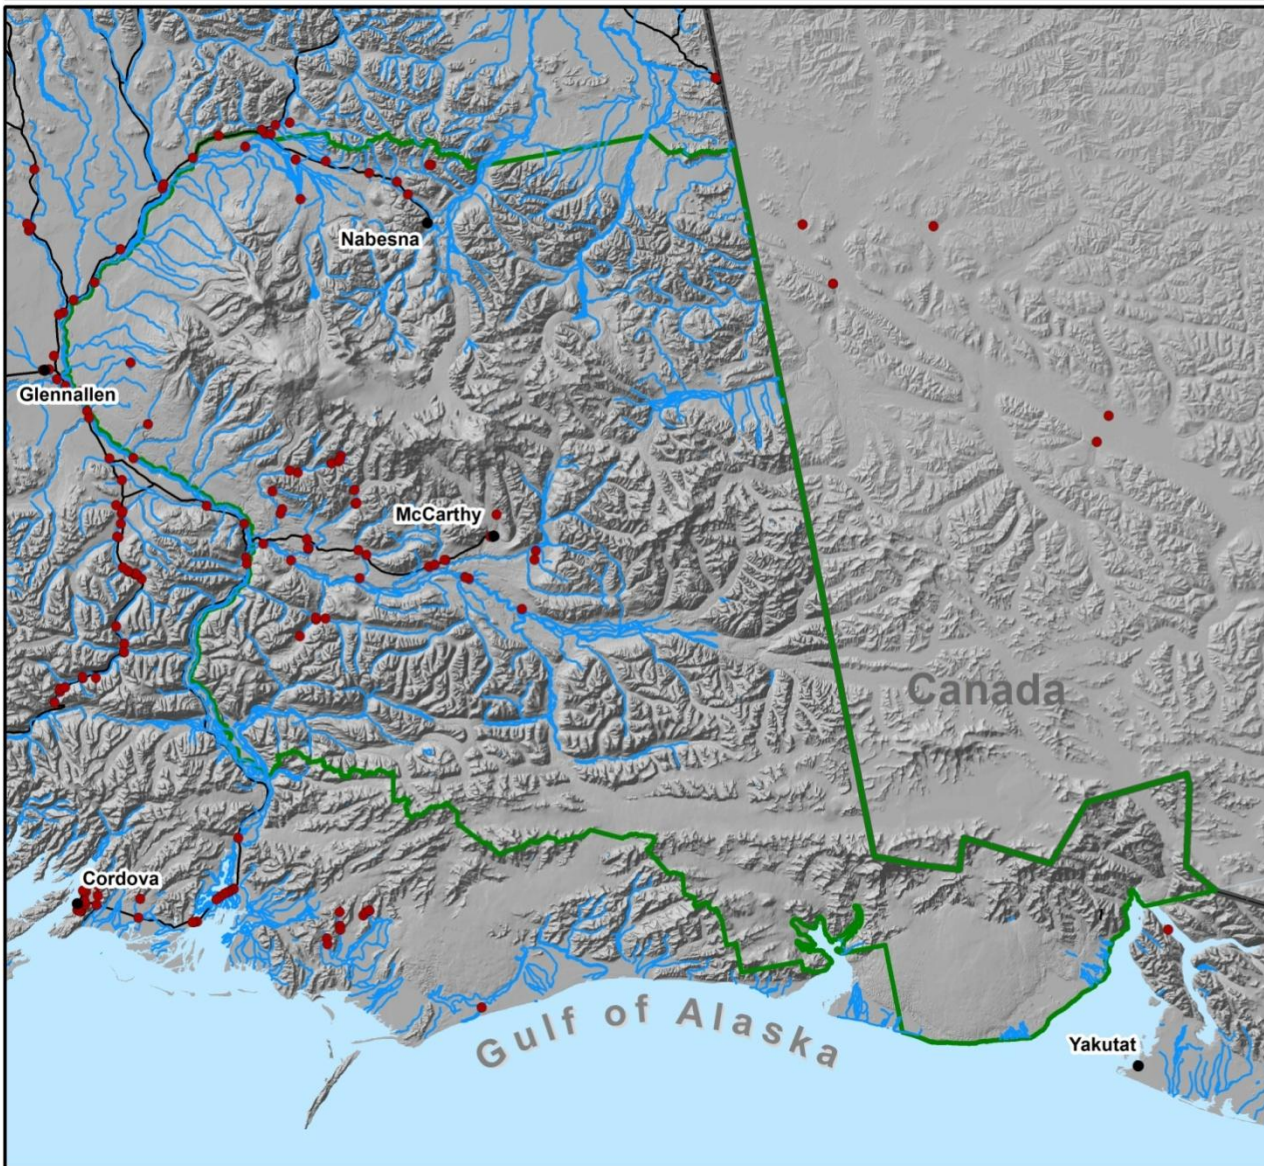 Nabesna
Glennallen
McCarthy
Canada
Cordova
Gulf of Alaska
Yakutat